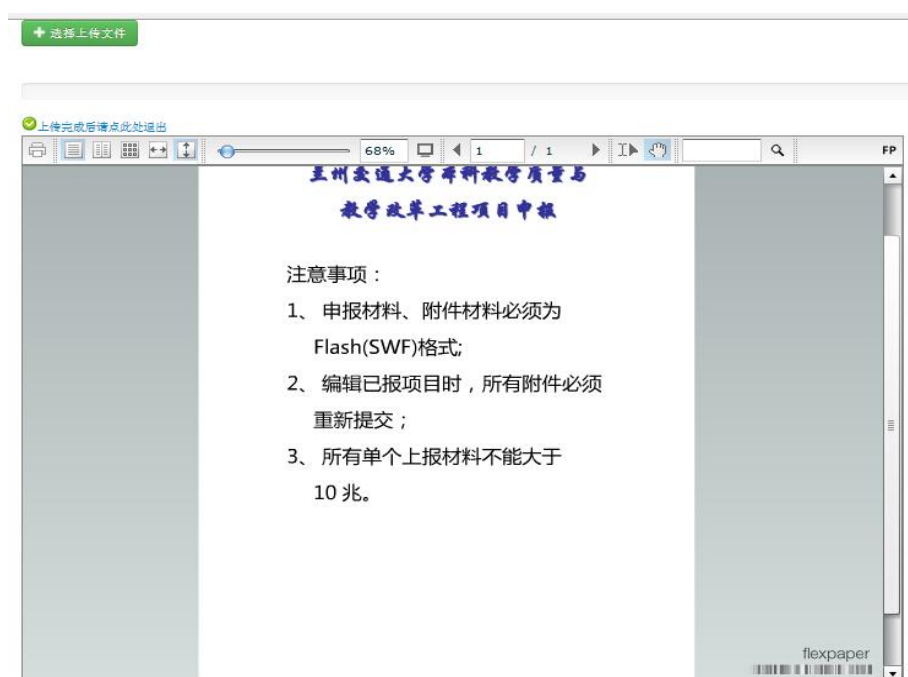 选择上传文件
上传完成后请点此处退出
68%
1 / 1
FP
兰州交通大学本科教学质量与
教学改革工程项目申报
注意事项：
1、 申报材料、附件材料必须为
Flash(SWF)格式;
2、 编辑已报项目时，所有附件必须
重新提交；
3、 所有单个上报材料不能大于
10 兆。
flexpaper